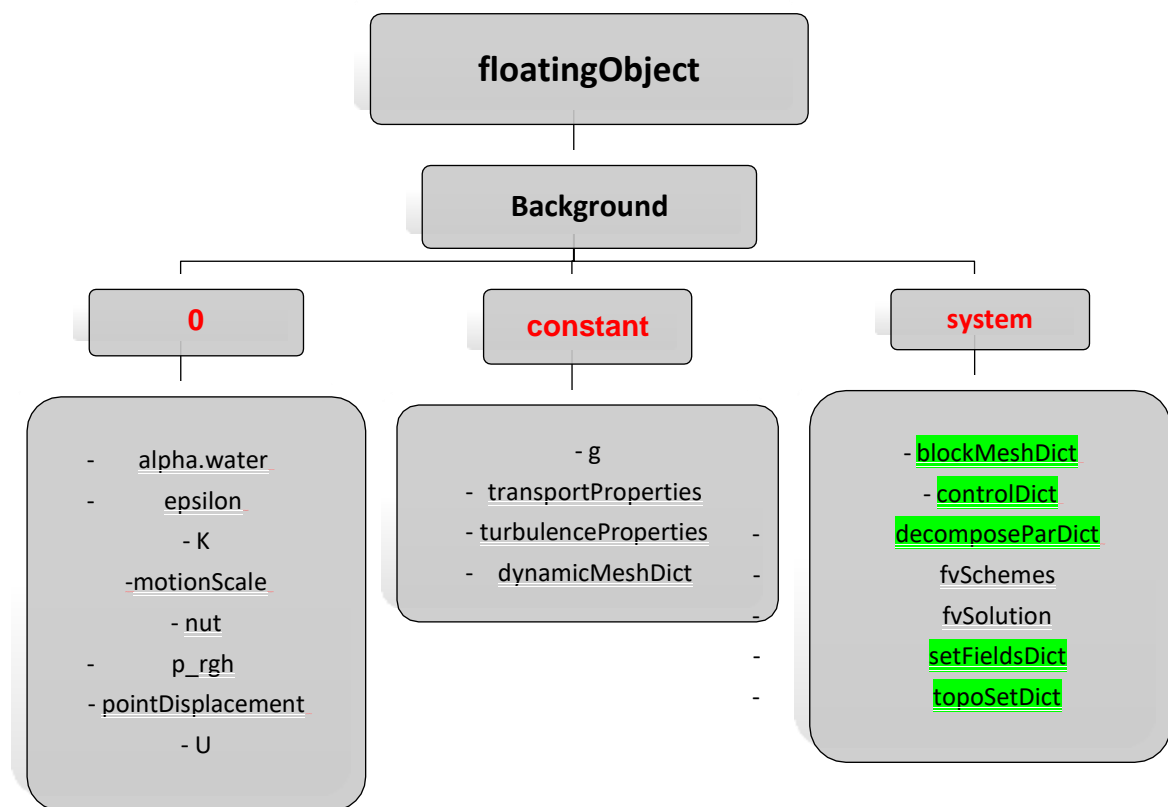 floatingObject
Background
0
constant
system
- alpha.water
- epsilon
- K
-motionScale
- nut
- p_rgh
- pointDisplacement
- U
- g
- transportProperties
- turbulenceProperties
- dynamicMeshDict
- blockMeshDict
- controlDict
- decomposeParDict
- fvSchemes
- fvSolution
- setFieldsDict
- topoSetDict